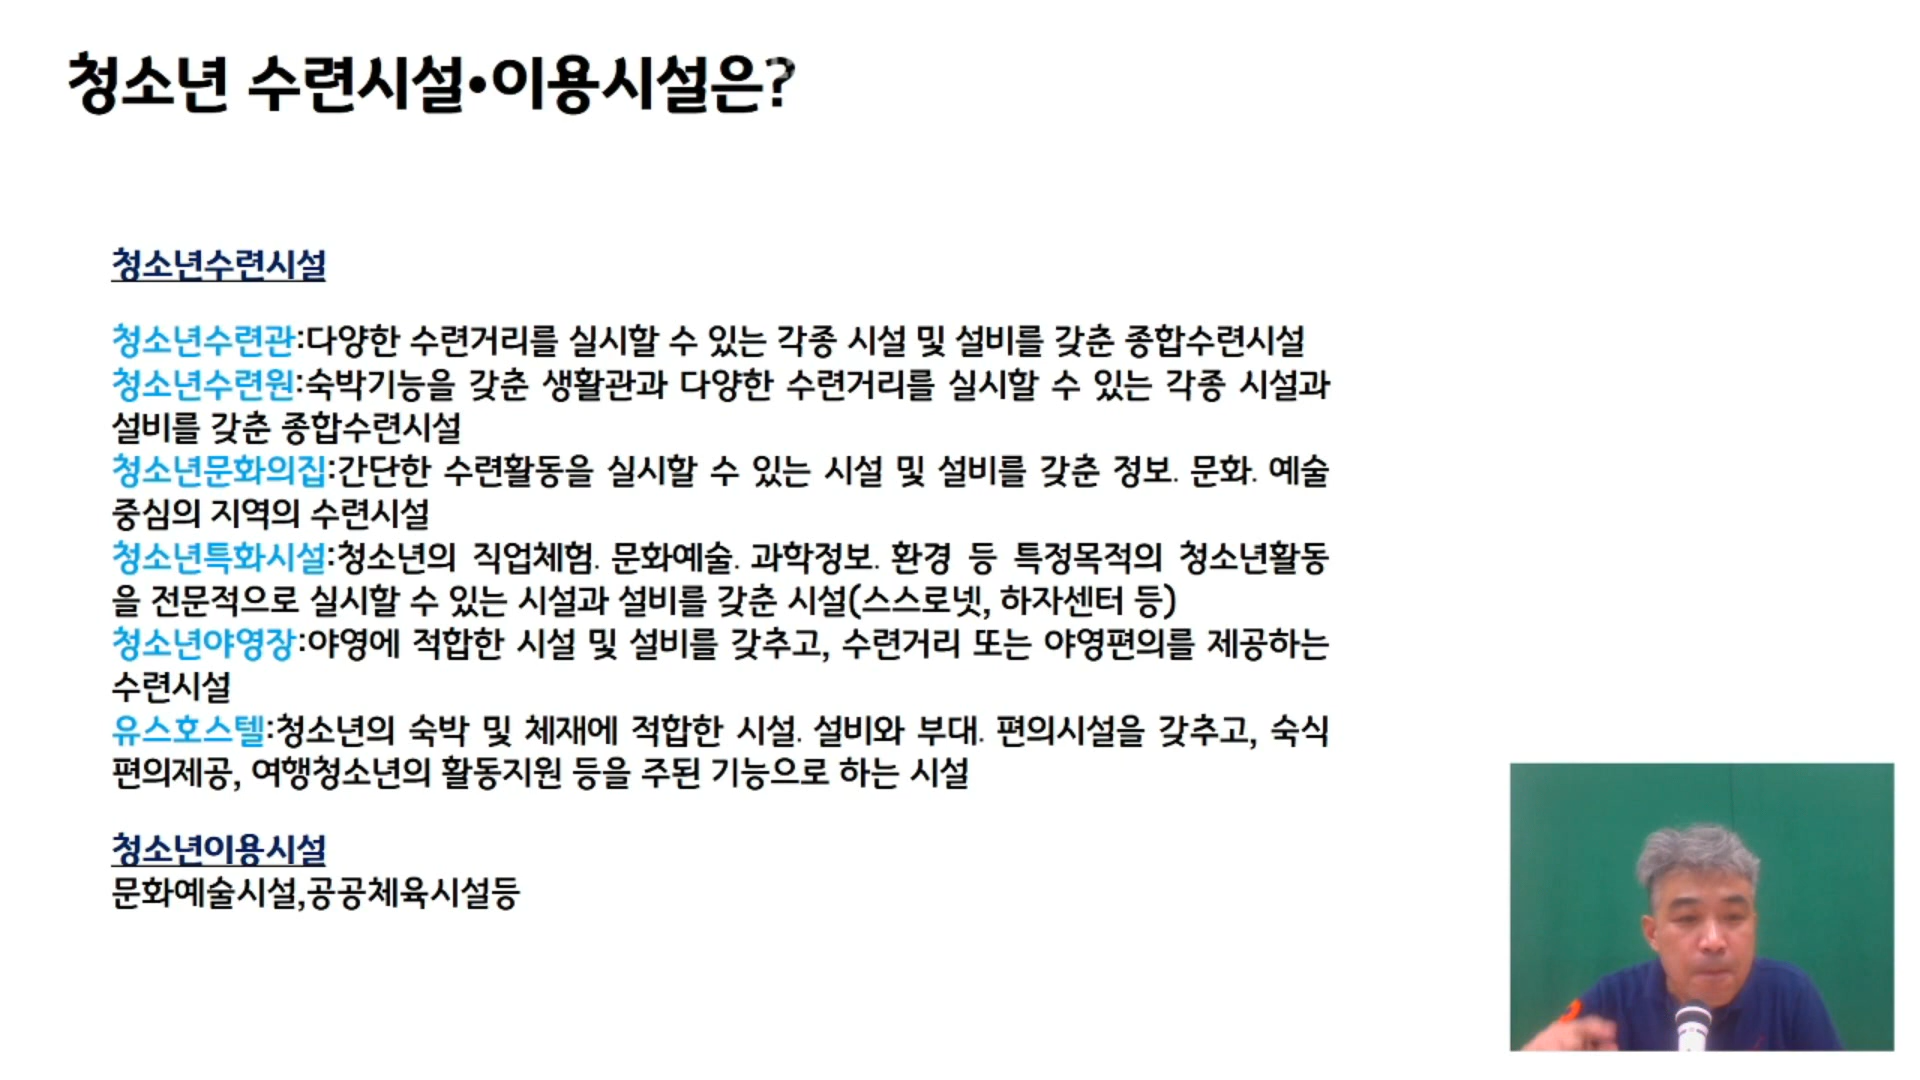 청소년 수련시설•이용시설은?
청소년수련시설
청소년수련관:다양한 수련거리를 실시할 수 있는 각종 시설 및 설비를 갖춘 종합수련시설
청소년수련원:숙박기능을 갖춘 생활관과 다양한 수련거리를 실시할 수 있는 각종 시설과
설비를 갖춘 종합수련시설
청소년문화의집:간단한 수련활동을 실시할 수 있는 시설 및 설비를 갖춘 정보. 문화. 예술
중심의 지역의 수련시설
청소년특화시설:청소년의 직업체험. 문화예술. 과학정보. 환경 등 특정목적의 청소년활동
을 전문적으로 실시할 수 있는 시설과 설비를 갖춘 시설(스스로넷, 하자센터 등)
청소년야영장:야영에 적합한 시설 및 설비를 갖추고, 수련거리 또는 야영편의를 제공하는
수련시설
유스호스텔:청소년의 숙박 및 체재에 적합한 시설. 설비와 부대. 편의시설을 갖추고, 숙식
편의제공, 여행청소년의 활동지원 등을 주된 기능으로 하는 시설
청소년이용시설
문화예술시설,공공체육시설등